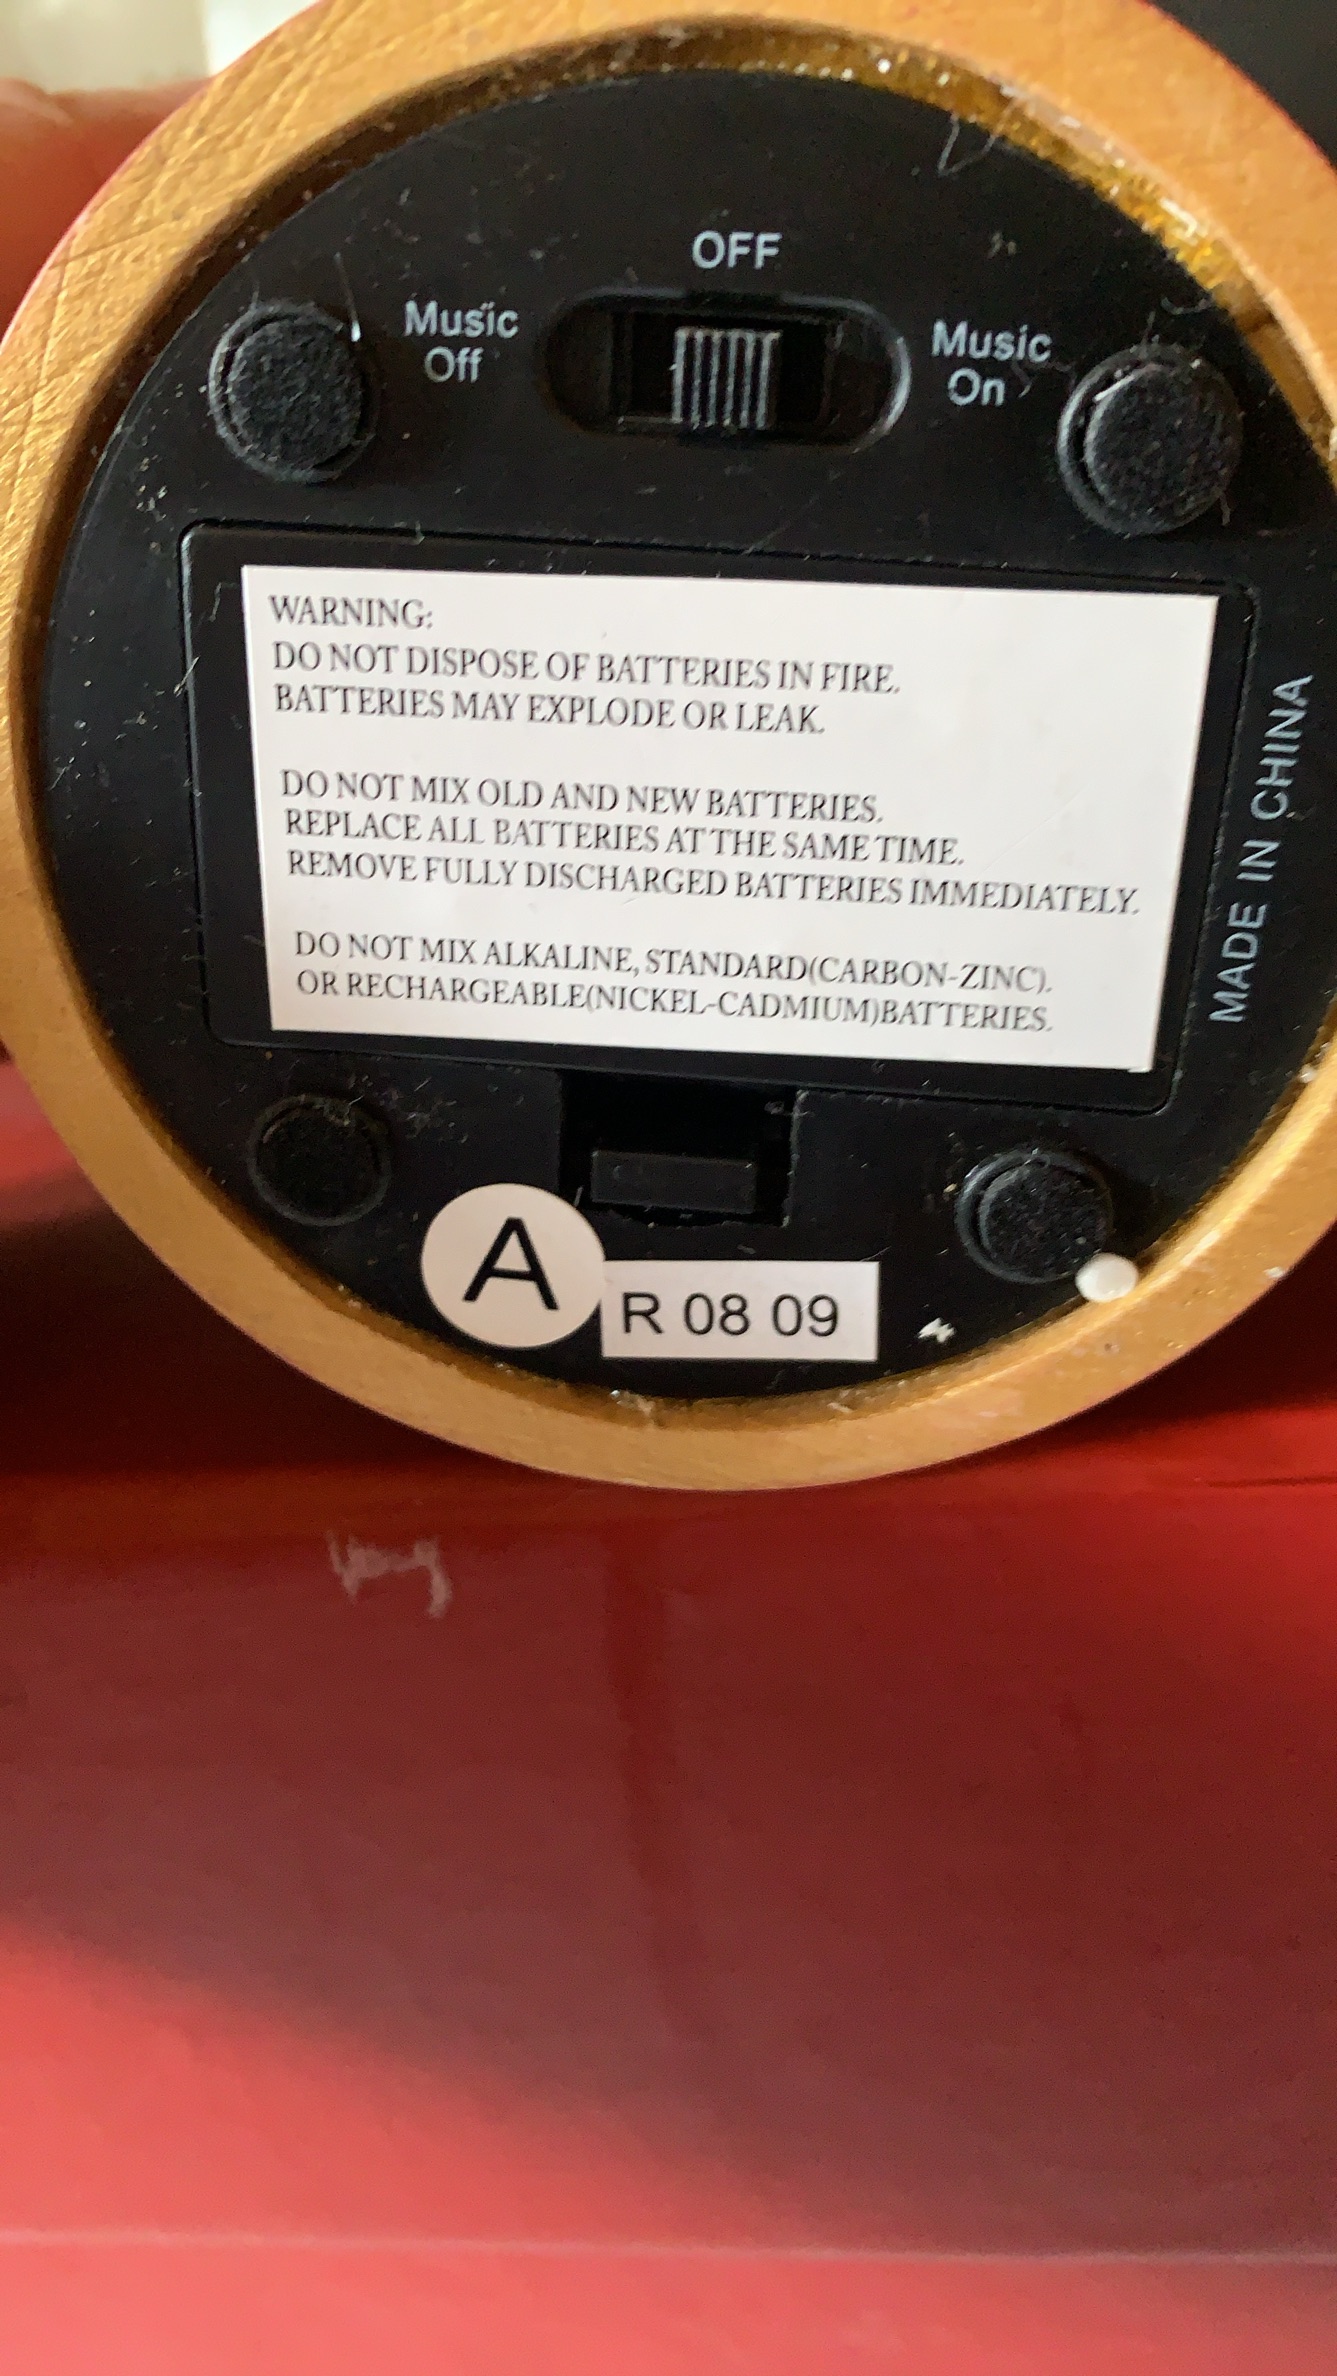 OFF
Music
Off
Music
On
WARNING:
DO NOT DISPOSE OF BATTERIES IN FIRE.
BATTERIES MAY EXPLODE OR LEAK.
DO NOT MIX OLD AND NEW BATTERIES.
REPLACE ALL BATTERIES AT THE SAME TIME.
REMOVE FULLY DISCHARGED BATTERIES IMMEDIATELY.
DO NOT MIX ALKALINE, STANDARD(CARBON-ZINC).
OR RECHARGEABLE(NICKEL-CADMIUM)BATTERIES.
MADE IN CHINA
A
R 08 09